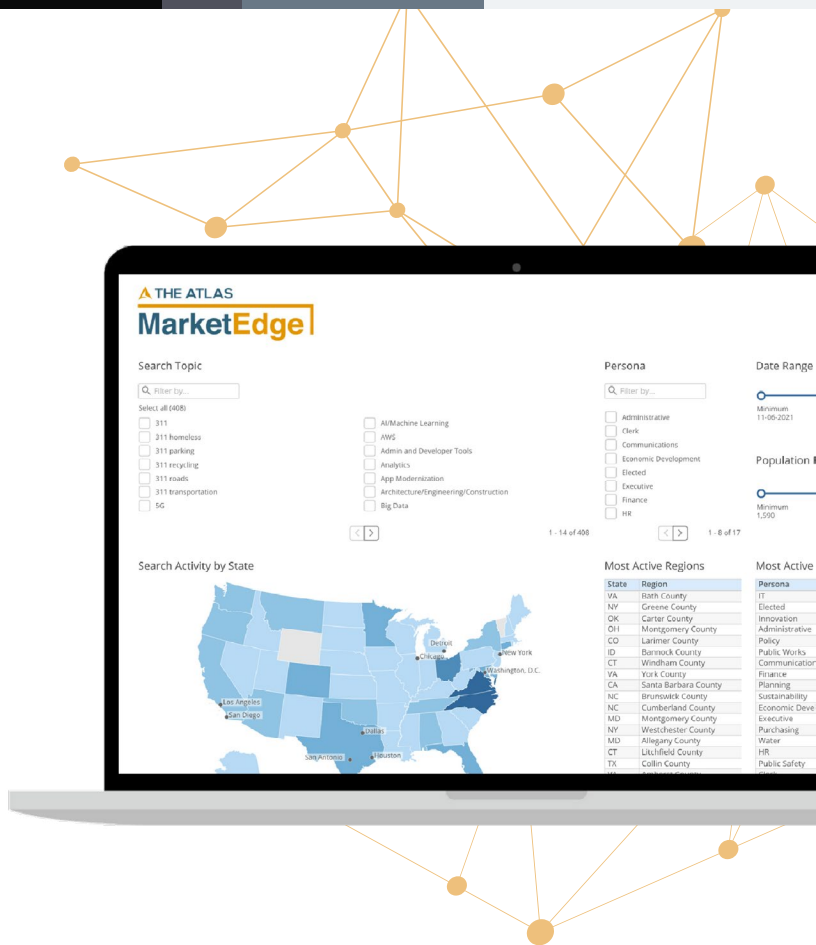 THE ATLAS
MarketEdge
Search Topic
Filter by...
Select all (408)
311
311 homeless
311 parking
311 recycling
311 roads
311 transportation
5G
AI/Machine Learning
AWS
Admin and Developer Tools
Analytics
App Modernization
Architecture/Engineering/Construction
Big Data
1 - 14 of 408
Persona
Filter by...
Administrative
Clerk
Communications
Economic Development
Elected
Executive
Finance
HR
1 - 8 of 17
Date Range
Minimum
11-06-2021
Population
Minimum
1,590
Search Activity by State
Detroit
Chicago
New York
Washington, D.C.
Los Angeles
San Diego
Dallas
San Antonio
Houston
Most Active Regions
State Region
VA Bath County
NY Greene County
OK Carter County
OH Montgomery County
CO Larimer County
ID Bannock County
CT Windham County
VA York County
CA Santa Barbara County
NC Brunswick County
NC Cumberland County
MD Montgomery County
NY Westchester County
MD Allegany County
CT Litchfield County
TX Collin County
Most Active
Persona
IT
Elected
Innovation
Administrative
Policy
Public Works
Communication
Finance
Planning
Sustainability
Economic Deve
Executive
Purchasing
Water
HR
Public Safety